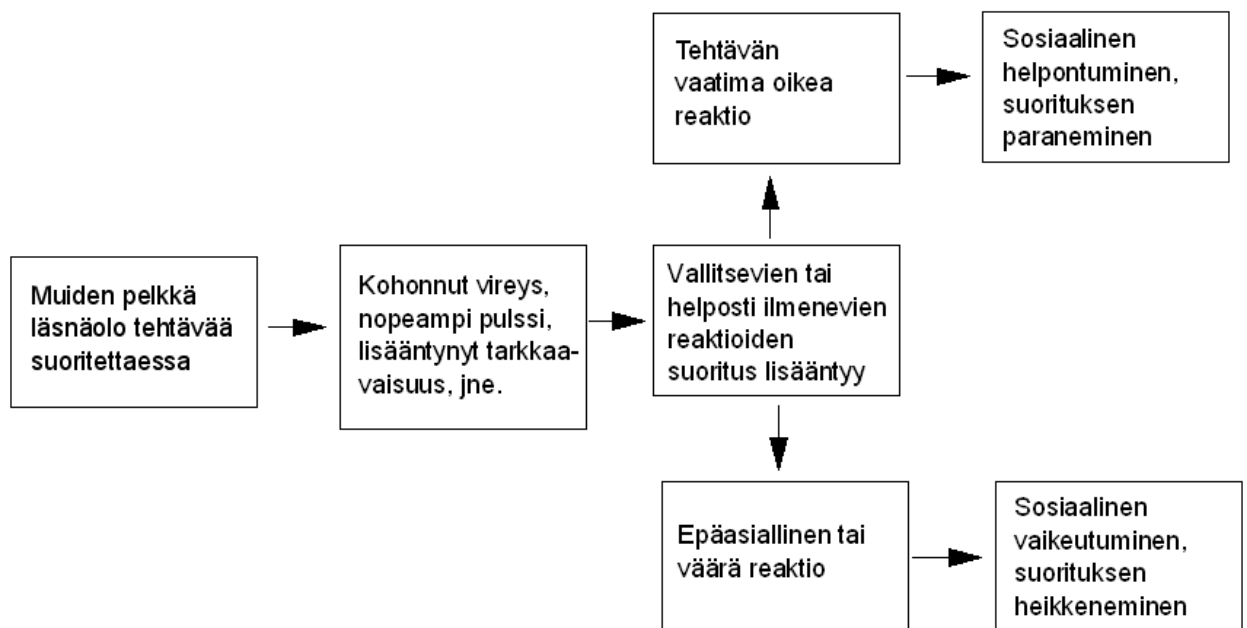 Muiden pelkkä
läsnäolo tehtävää
suoritettaessa
Kohonnut vireys,
nopeampi pulssi,
lisääntynyt tarkkaa-
vaisuus, jne.
Vallitsevien tai
helposti ilmenevien
reaktioiden
suoritus lisääntyy
Tehtävän
vaatima oikea
reaktio
Sosiaalinen
helpontuminen,
suorituksen
paraneminen
Epäasiallinen tai
väärä reaktio
Sosiaalinen
vaikeutuminen,
suorituksen
heikkeneminen